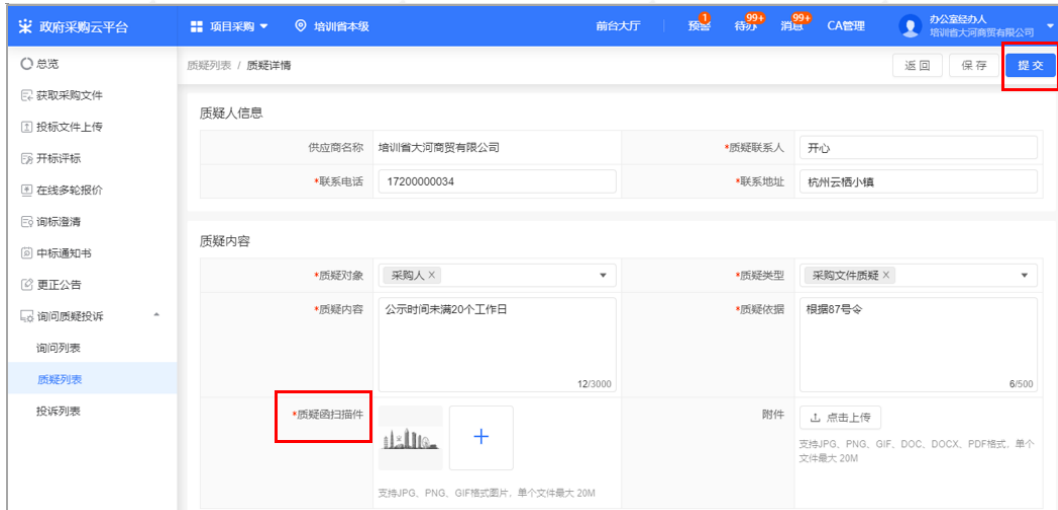 政府采购云平台 项目采购 培训省本级 前台大厅 预警 1 待办 99+ 消息 99+ CA管理 办公室经办人
培训省大河商贸有限公司
总览
获取采购文件
投标文件上传
开标评标
在线多轮报价
询标澄清
中标通知书
更正公告
询问质疑投诉
询问列表
质疑列表
投诉列表
质疑列表 / 质疑详情 返回 保存 提交
质疑人信息
供应商名称 培训省大河商贸有限公司 *质疑联系人 开心
*联系电话 17200000034 *联系地址 杭州云栖小镇
质疑内容
*质疑对象 采购人 × *质疑类型 采购文件质疑 ×
*质疑内容 公示时间未满20个工作日 *质疑依据 根据87号令
12/3000 6/500
*质疑函扫描件 + 附件 点击上传
支持JPG、PNG、GIF、DOC、DOCX、PDF格式，单个
文件最大 20M
支持JPG、PNG、GIF格式图片，单个文件最大 20M